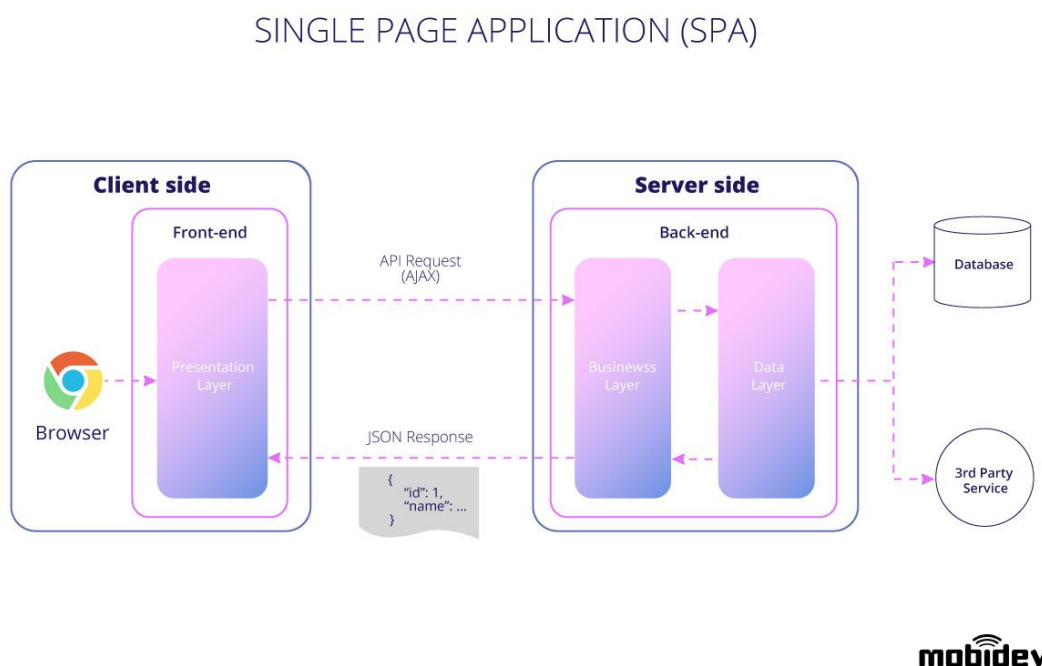 SINGLE PAGE APPLICATION (SPA)
Client side
Server side
Front-end
Back-end
API Request
(AJAX)
Database
Presentation
Layer
Businewss
Layer
Data
Layer
Browser
JSON Response
{
"id": 1,
"name": ...
}
3rd Party
Service
mobidev